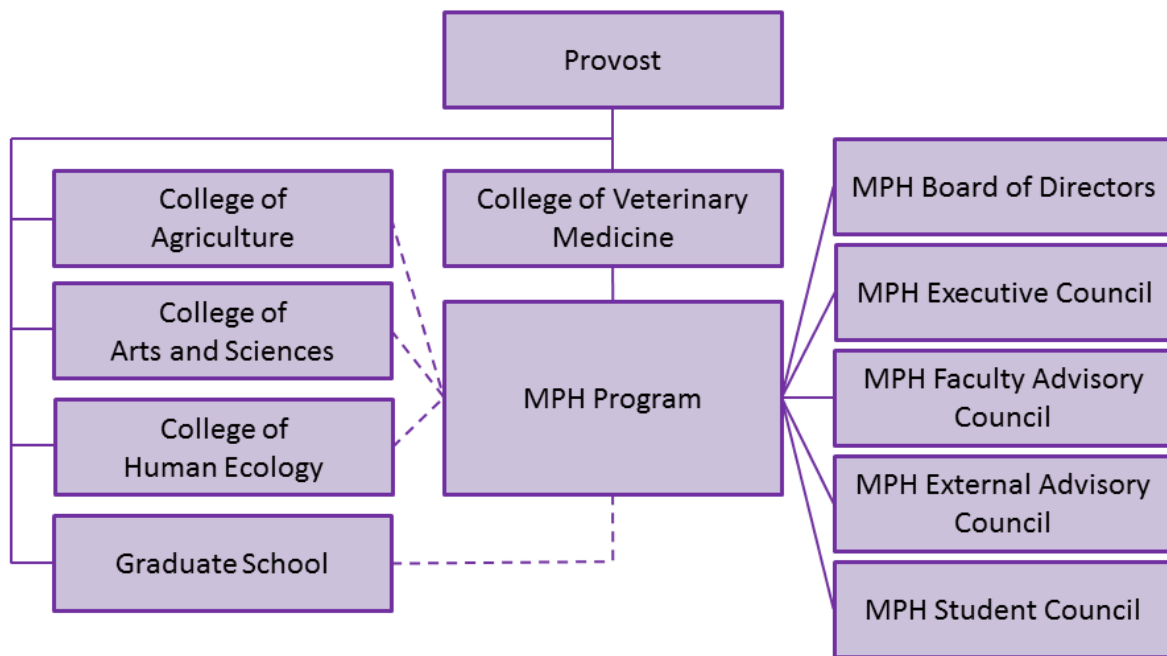 Provost
College of
Agriculture
College of Veterinary
Medicine
MPH Board of Directors
College of
Arts and Sciences
MPH Program
MPH Executive Council
College of
Human Ecology
MPH Faculty Advisory
Council
Graduate School
MPH External Advisory
Council
MPH Student Council